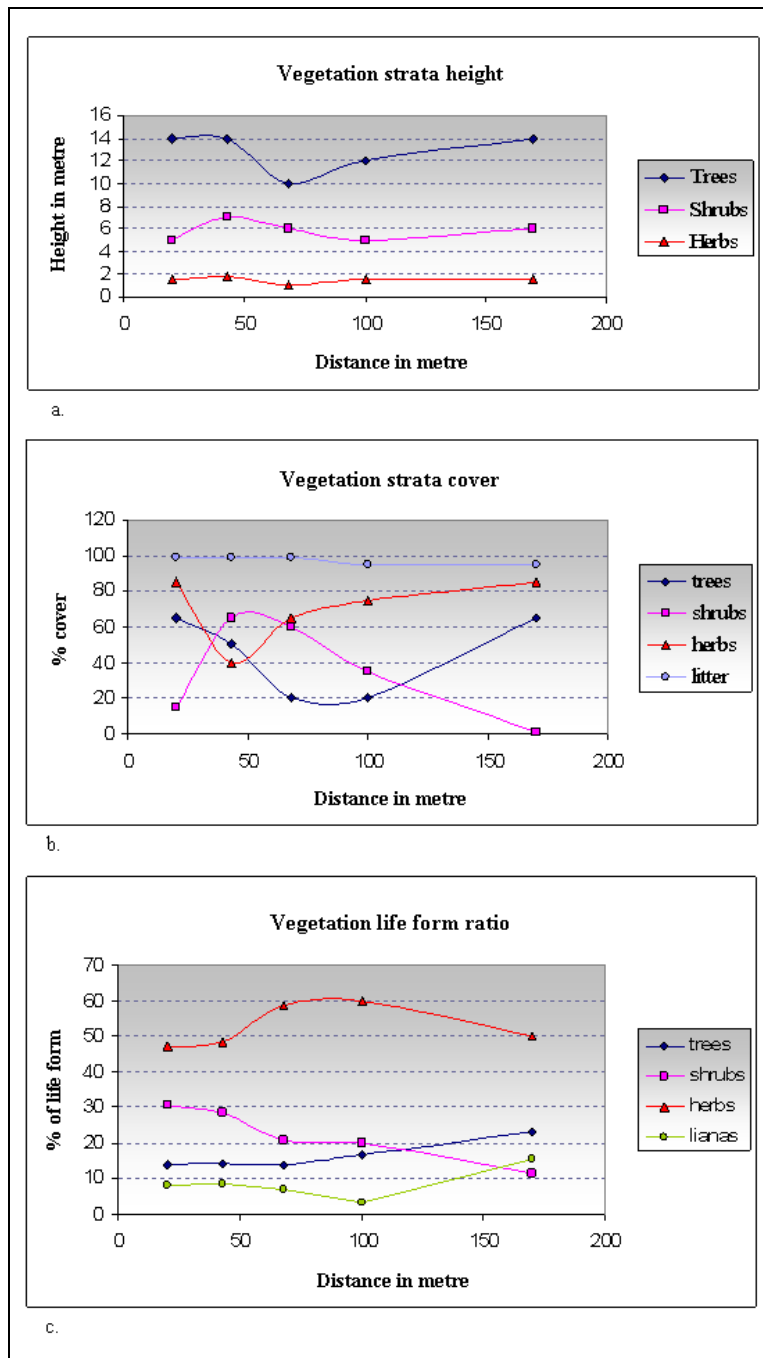 Vegetation strata height
Height in metre
16
14
12
10
8
6
4
2
0
0 50 100 150 200
Distance in metre
Trees
Shrubs
Herbs
a.
Vegetation strata cover
% cover
120
100
80
60
40
20
0
0 50 100 150 200
Distance in metre
trees
shrubs
herbs
litter
b.
Vegetation life form ratio
% of life form
70
60
50
40
30
20
10
0
0 50 100 150 200
Distance in metre
trees
shrubs
herbs
lianas
c.